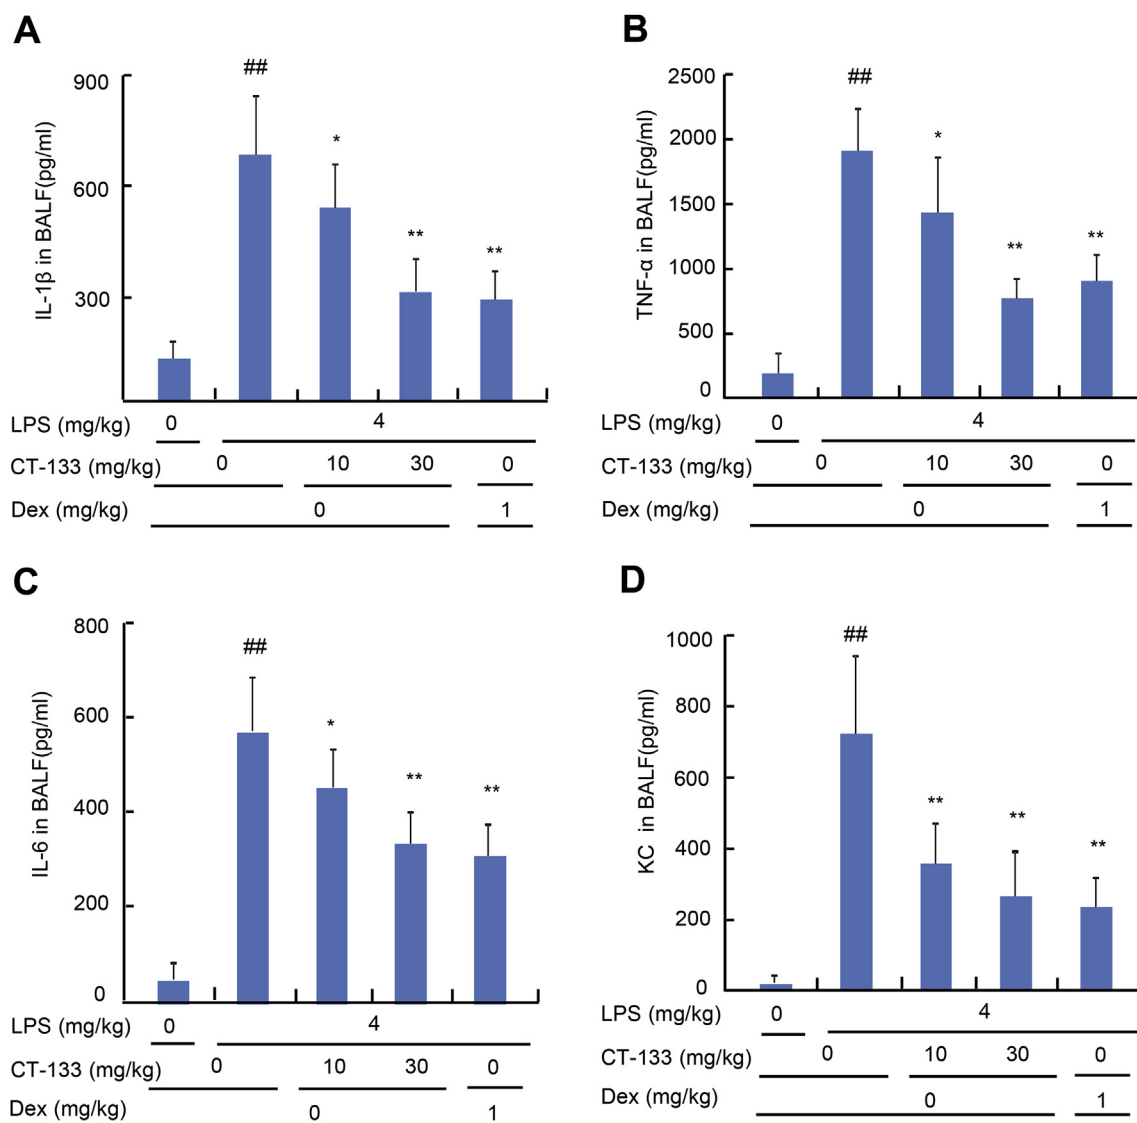 A
IL-1β in BALF(pg/ml)
900
600
300
##
*
**
**
LPS (mg/kg) 0 4
CT-133 (mg/kg) 0 10 30 0
Dex (mg/kg) 0 1
B
TNF-α in BALF(pg/ml)
2500
2000
1500
1000
500
0
##
*
**
**
LPS (mg/kg) 0 4
CT-133 (mg/kg) 0 10 30 0
Dex (mg/kg) 0 1
C
IL-6 in BALF(pg/ml)
800
600
400
200
0
##
*
**
**
LPS (mg/kg) 0 4
CT-133 (mg/kg) 0 10 30 0
Dex (mg/kg) 0 1
D
KC in BALF(pg/ml)
1000
800
600
400
200
0
##
**
**
**
LPS (mg/kg) 0 4
CT-133 (mg/kg) 0 10 30 0
Dex (mg/kg) 0 1